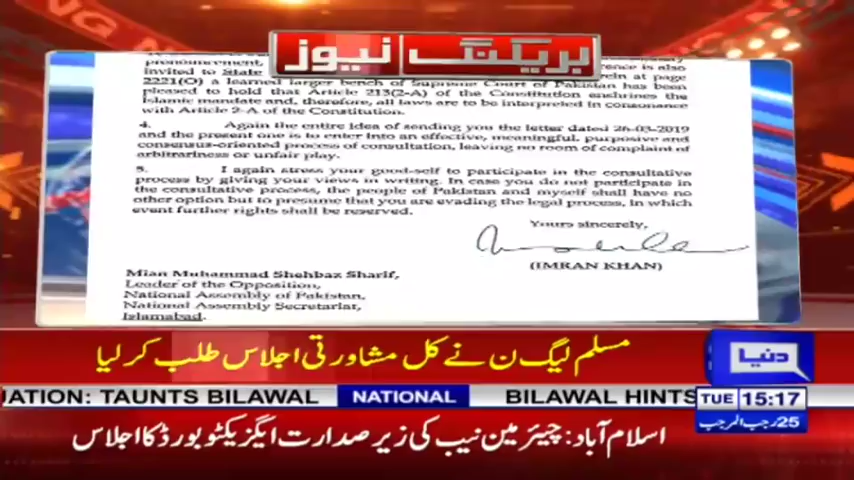 NG
بریکنگ نیوز
invited to State
2221(O) a learned larger bench of Supreme Court of Pakistan has been
pleased to hold that Article 213(2-A) of the Constitution enshrines the
Islamic mandate and, therefore, all laws are to be interpreted in consonance
with Article 2-A of the Constitution.
4. Again the entire idea of sending you the letter dated 26-03-2019
and the present one is to enter into an effective, meaningful, purposive and
consensus-oriented process of consultation, leaving no room of complaint of
arbitrariness or unfair play.
5. I again stress your good-self to participate in the consultative
process by giving your views in writing. In case you do not participate in
the consultative process, the people of Pakistan and myself shall have no
other option but to presume that you are evading the legal process, in which
event further rights shall be reserved.
Yours sincerely,
(IMRAN KHAN)
Mian Muhammad Shehbaz Sharif,
Leader of the Opposition,
National Assembly of Pakistan,
National Assembly Secretariat,
Islamabad.
مسلم لیگ ن نے کل مشاورتی اجلاس طلب کر لیا
دنیا
IATION: TAUNTS BILAWAL NATIONAL BILAWAL HINTS
TUE 15:17
25 رجب المرجب
اسلام آباد: چیئرمین نیب کی زیر صدارت ایگزیکٹو بورڈ کا اجلاس